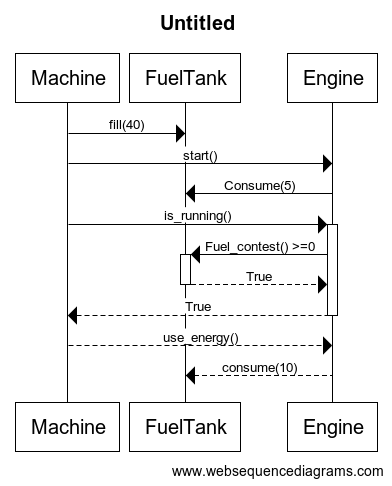 Untitled
Machine FuelTank Engine
fill(40)
start()
Consume(5)
is_running()
Fuel_contest() >=0
True
True
use_energy()
consume(10)
Machine FuelTank Engine
www.websequencediagrams.com